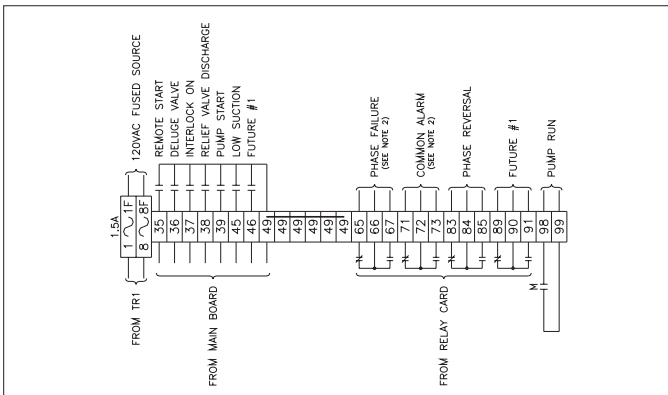 120VAC FUSED SOURCE
REMOTE START
DELUGE VALVE
INTERLOCK ON
RELIEF VALVE DISCHARGE
PUMP START
LOW SUCTION
FUTURE #1
PHASE FAILURE
(SEE NOTE 2)
COMMON ALARM
(SEE NOTE 2)
PHASE REVERSAL
FUTURE #1
PUMP RUN
1.5A
1 1F
8 8F
35
36
37
38
39
45
46
49
49
49
49
49
49
65
66
67
71
72
73
83
84
85
89
90
91
98
99
M
FROM TR1
FROM MAIN BOARD
FROM RELAY CARD